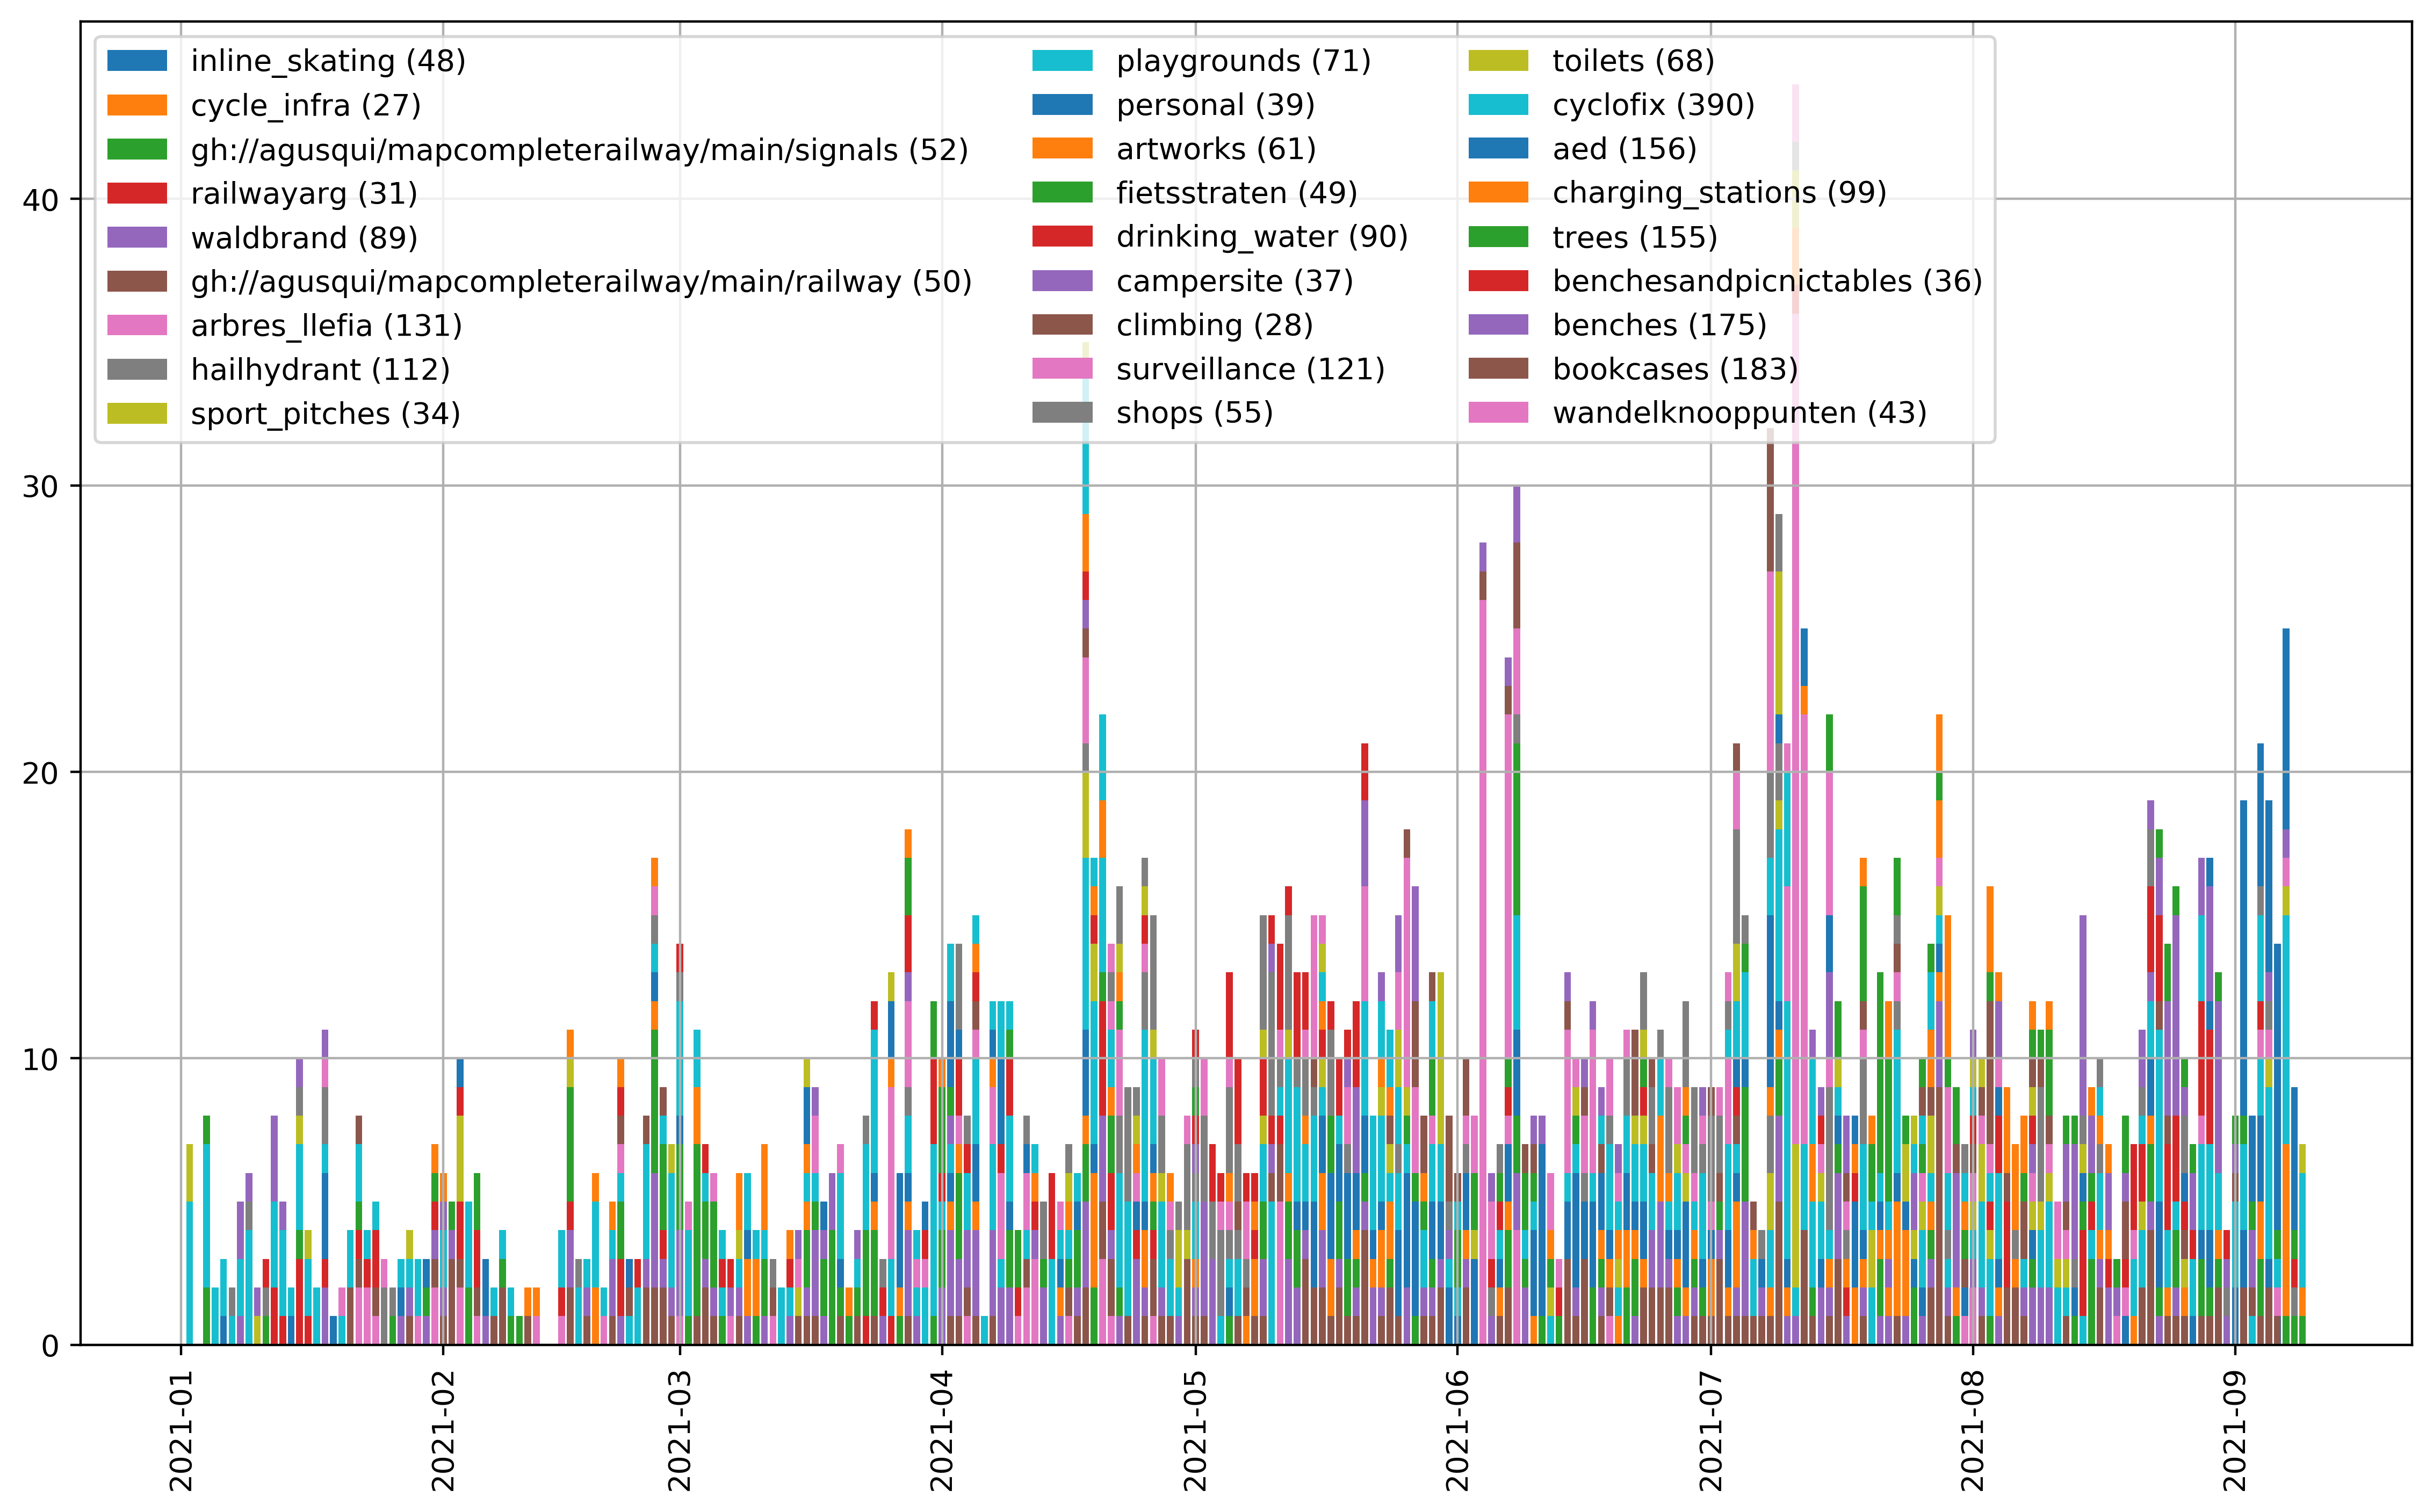 inline_skating (48)
cycle_infra (27)
gh://agusqui/mapcompleterailway/main/signals (52)
railwayarg (31)
waldbrand (89)
gh://agusqui/mapcompleterailway/main/railway (50)
arbres_llefia (131)
hailhydrant (112)
sport_pitches (34)
playgrounds (71)
personal (39)
artworks (61)
fietsstraten (49)
drinking_water (90)
campersite (37)
climbing (28)
surveillance (121)
shops (55)
toilets (68)
cyclofix (390)
aed (156)
charging_stations (99)
trees (155)
benchesandpicnictables (36)
benches (175)
bookcases (183)
wandelknooppunten (43)
40
30
20
10
0
2021-01
2021-02
2021-03
2021-04
2021-05
2021-06
2021-07
2021-08
2021-09